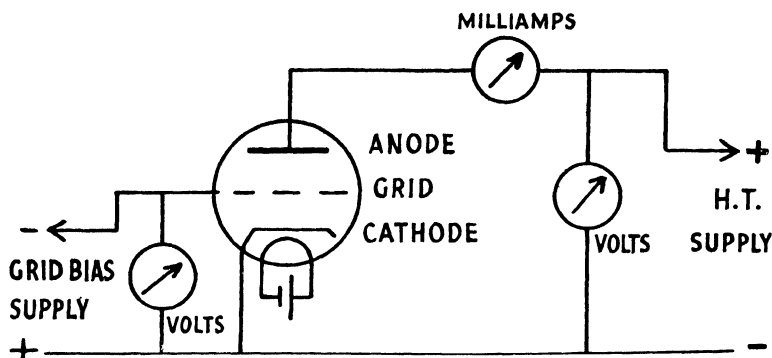 MILLIAMPS
ANODE
GRID
CATHODE
+
H.T.
SUPPLY
-
VOLTS
-
GRID BIAS
SUPPLY
+
VOLTS